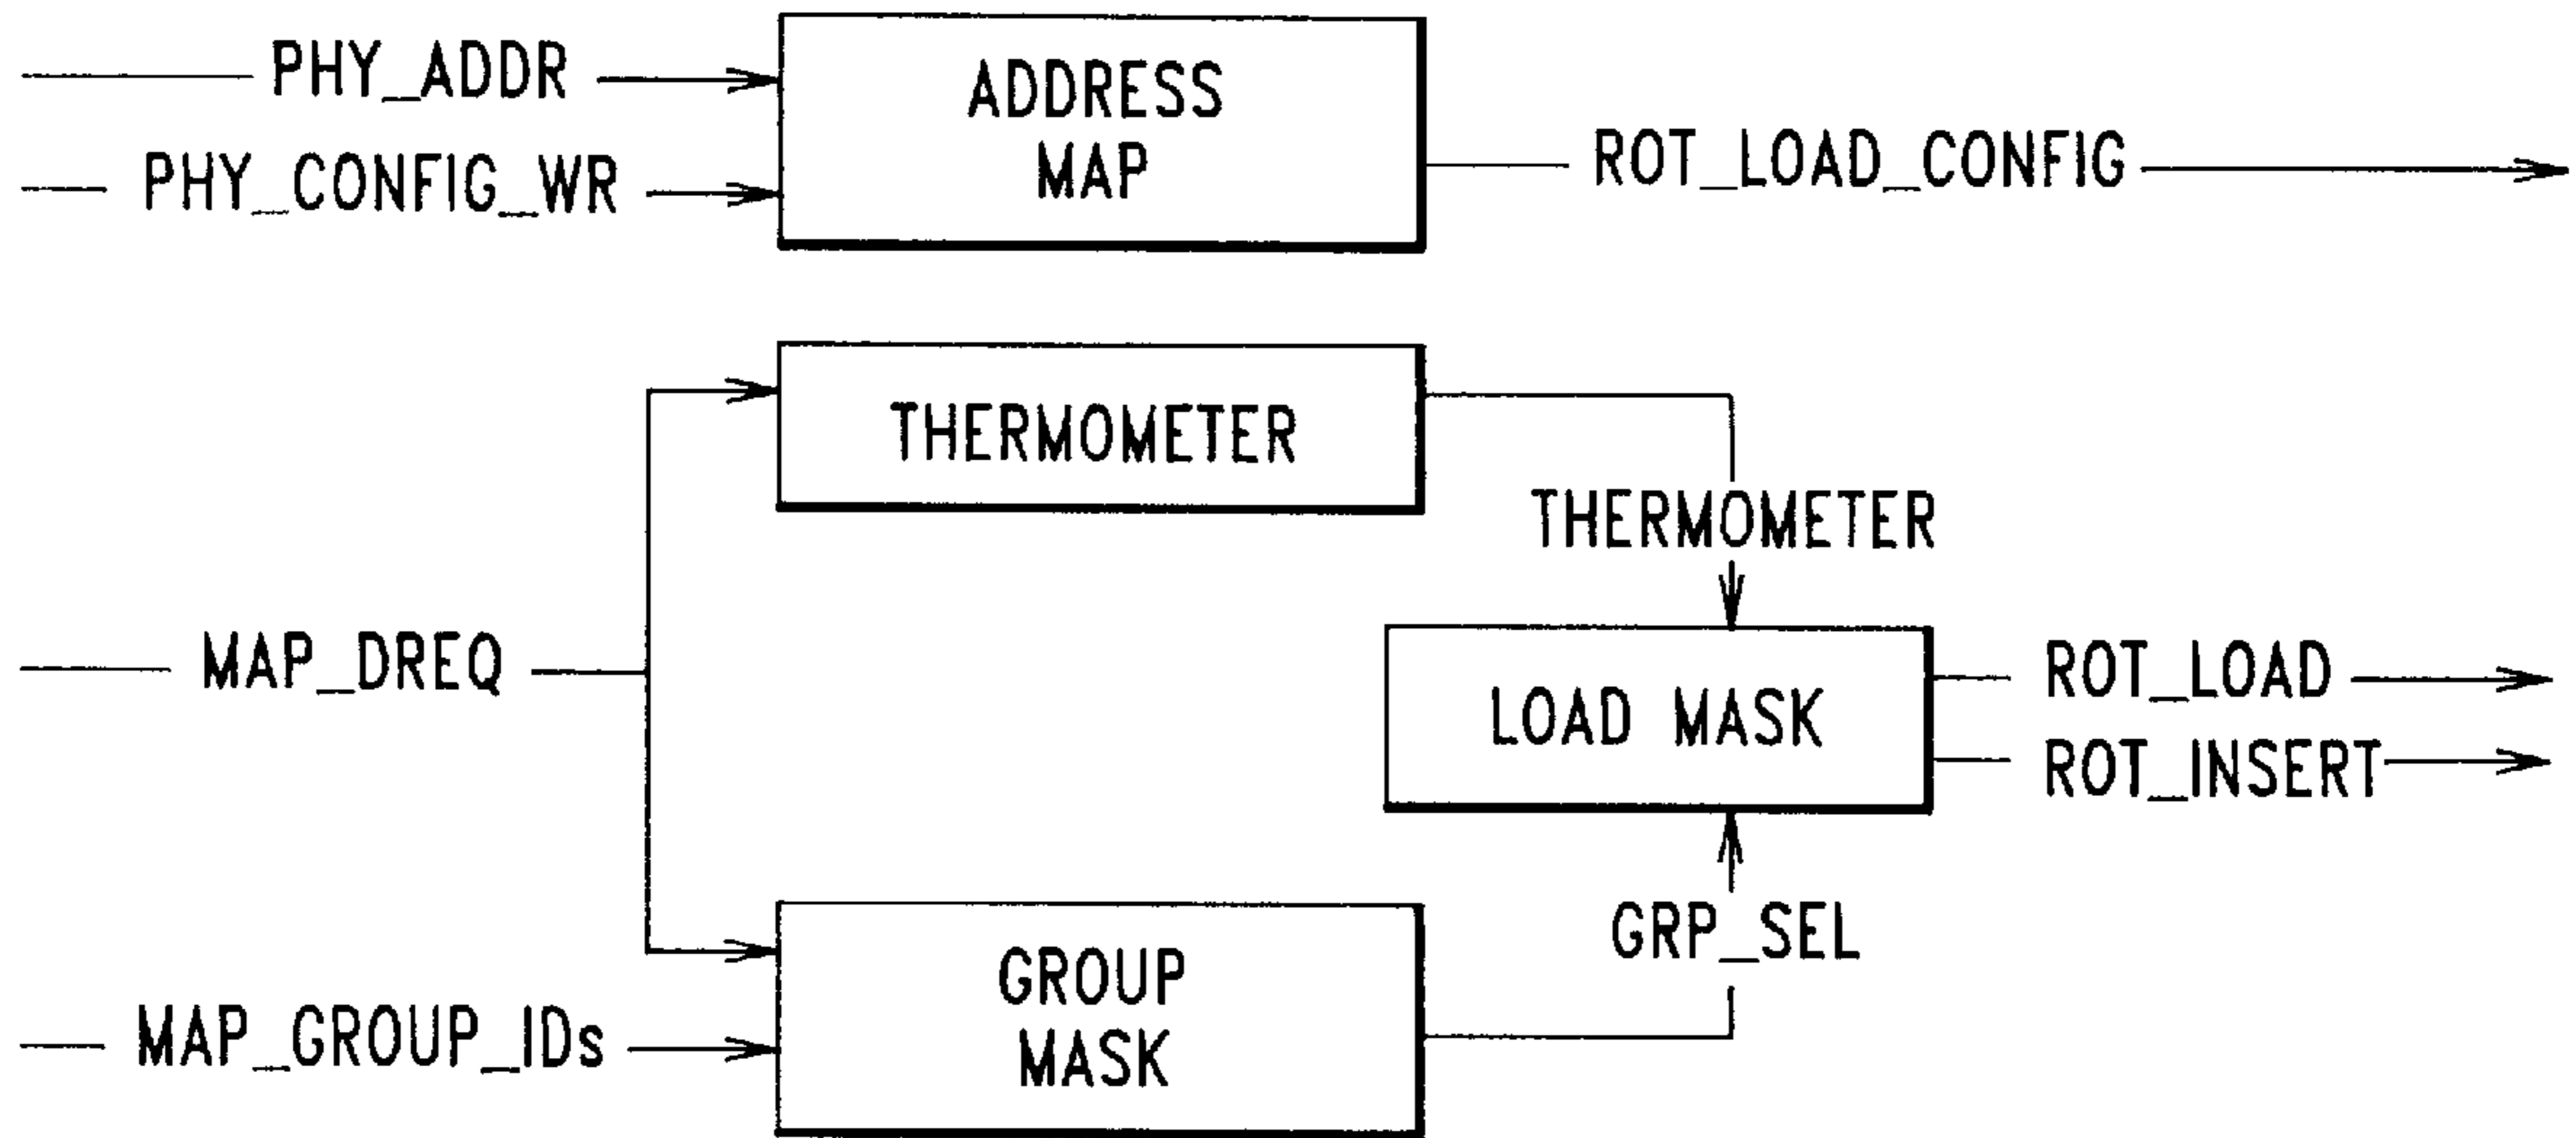 PHY_ADDR
PHY_CONFIG_WR
ADDRESS
MAP
ROT_LOAD_CONFIG
THERMOMETER
THERMOMETER
MAP_DREQ
LOAD MASK
ROT_LOAD
ROT_INSERT
GRP_SEL
MAP_GROUP_IDs
GROUP
MASK